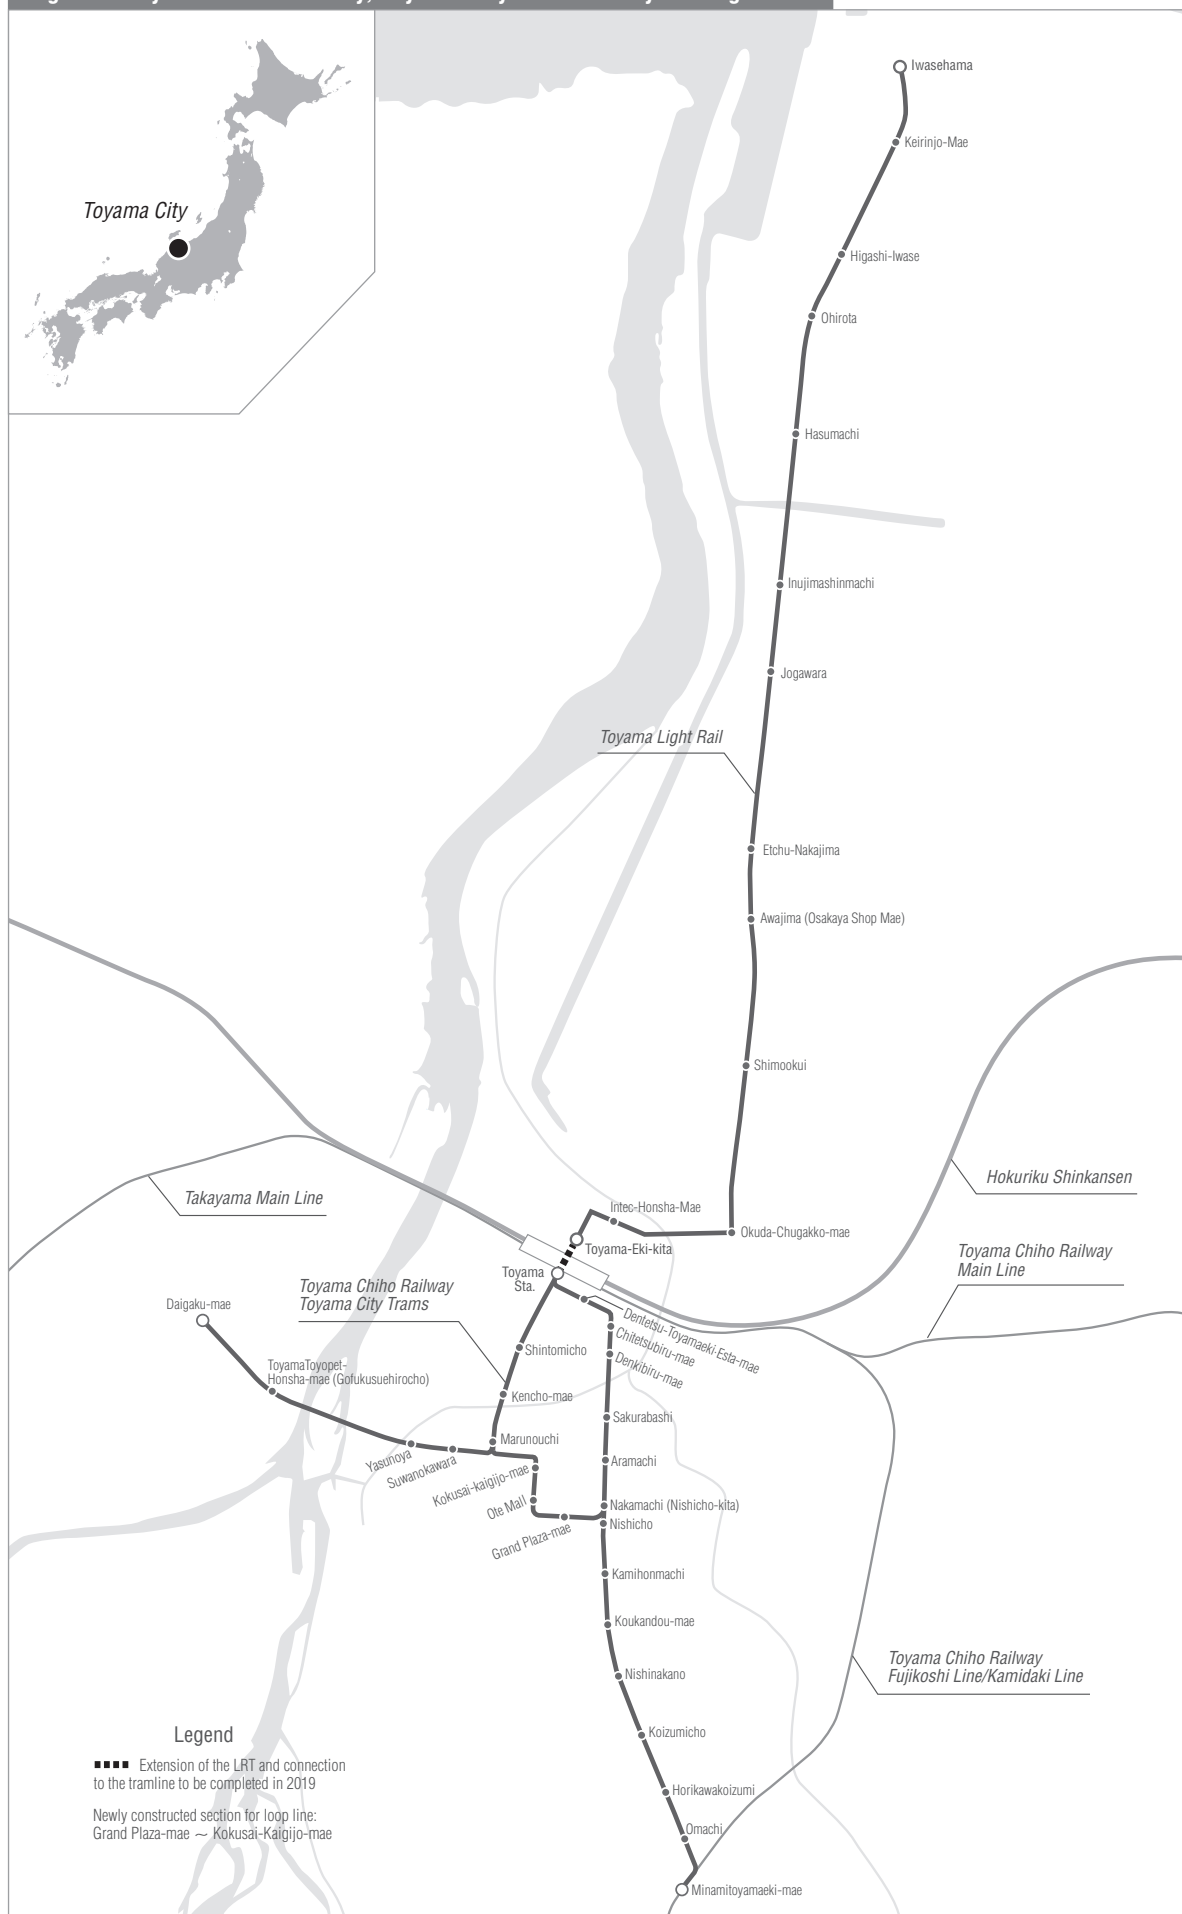 Toyama City
Iwasehama
Keirinjo-Mae
Higashi-Iwase
Ohirota
Hasumachi
Inujimashinmachi
Jogawara
Toyama Light Rail
Etchu-Nakajima
Awajima (Osakaya Shop Mae)
Shimookui
Hokuriku Shinkansen
Takayama Main Line
Intec-Honsha-Mae
Okuda-Chugakko-mae
Toyama-Eki-kita
Toyama Chiho Railway
Main Line
Toyama
Sta.
Toyama Chiho Railway
Toyama City Trams
Daigaku-mae
Dentetsu-Toyamaeki-Esta-mae
Chitetsubiru-mae
Denkibiru-mae
Shintomicho
ToyamaToyopet-
Honsha-mae (Gofukusuehirocho)
Kencho-mae
Sakurabashi
Marunouchi
Yasunoya
Suwanokawara
Aramachi
Kokusai-kaigijo-mae
Ote Mall
Nakamachi (Nishicho-kita)
Nishicho
Grand Plaza-mae
Kamihonmachi
Koukandou-mae
Nishinakano
Toyama Chiho Railway
Fujikoshi Line/Kamidaki Line
Koizumicho
Horikawakoizumi
Omachi
Minamitoyamaeki-mae
Legend
Extension of the LRT and connection
to the tramline to be completed in 2019
Newly constructed section for loop line:
Grand Plaza-mae ~ Kokusai-Kaigijo-mae